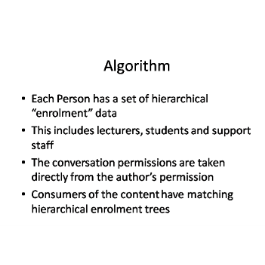 Algorithm
• Each Person has a set of hierarchical
“enrolment” data
• This includes lecturers, students and support
staff
• The conversation permissions are taken
directly from the author’s permission
• Consumers of the content have matching
hierarchical enrolment trees